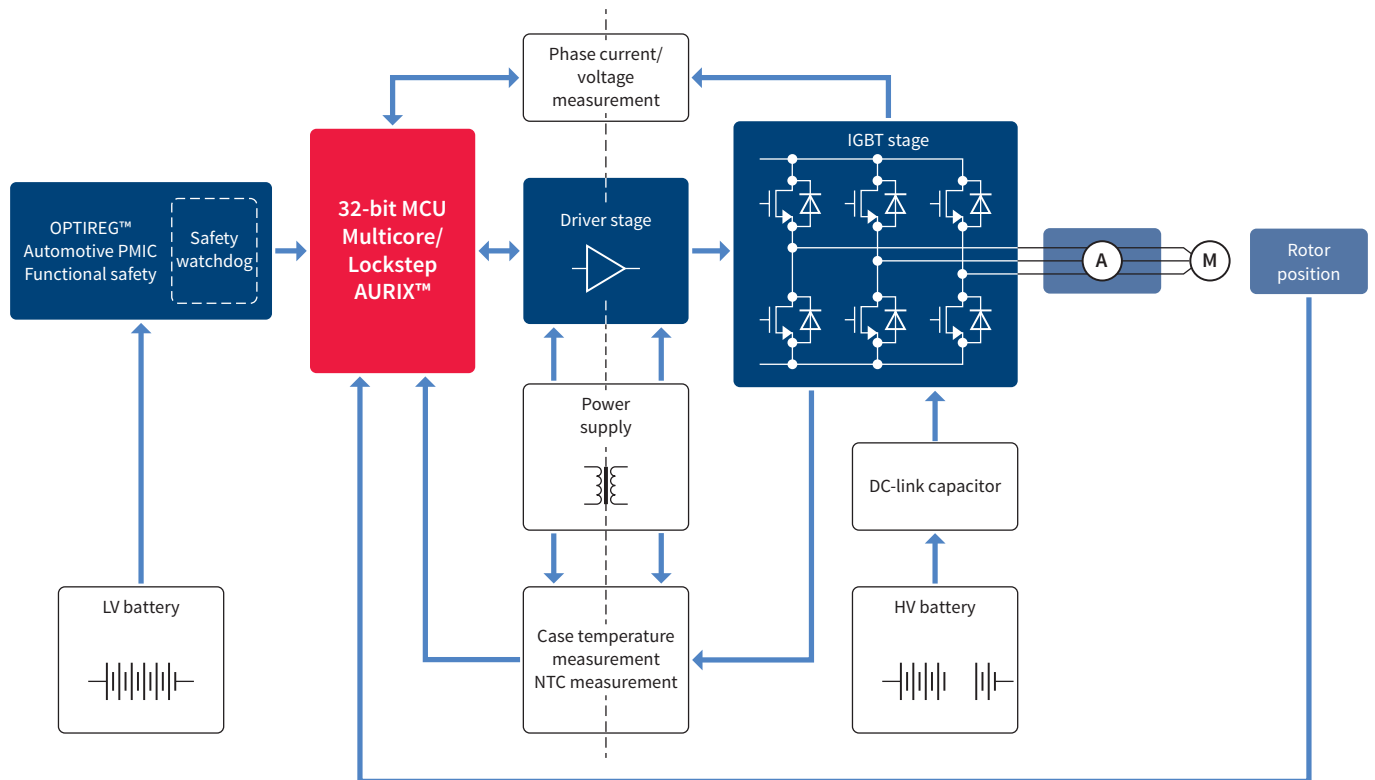 Phase current/
voltage
measurement
IGBT stage
OPTIREG™
Automotive PMIC
Functional safety
Safety
watchdog
32-bit MCU
Multicore/
Lockstep
AURIX™
Driver stage
A
M
Rotor
position
Power
supply
DC-link capacitor
LV battery
Case temperature
measurement
NTC measurement
HV battery